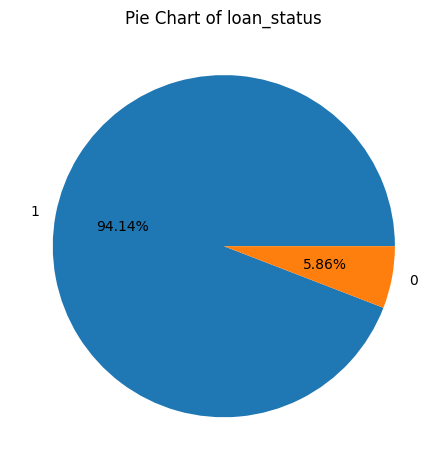 Pie Chart of loan_status
1
94.14%
5.86%
0